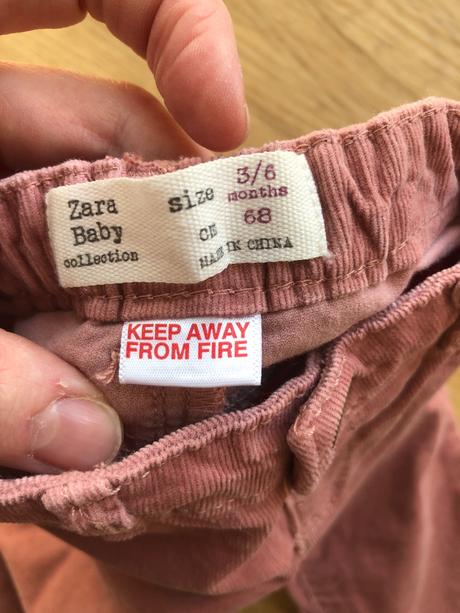 Zara
Baby
collection
size
3/6
months
68
CM
MADE IN CHINA
KEEP AWAY
FROM FIRE